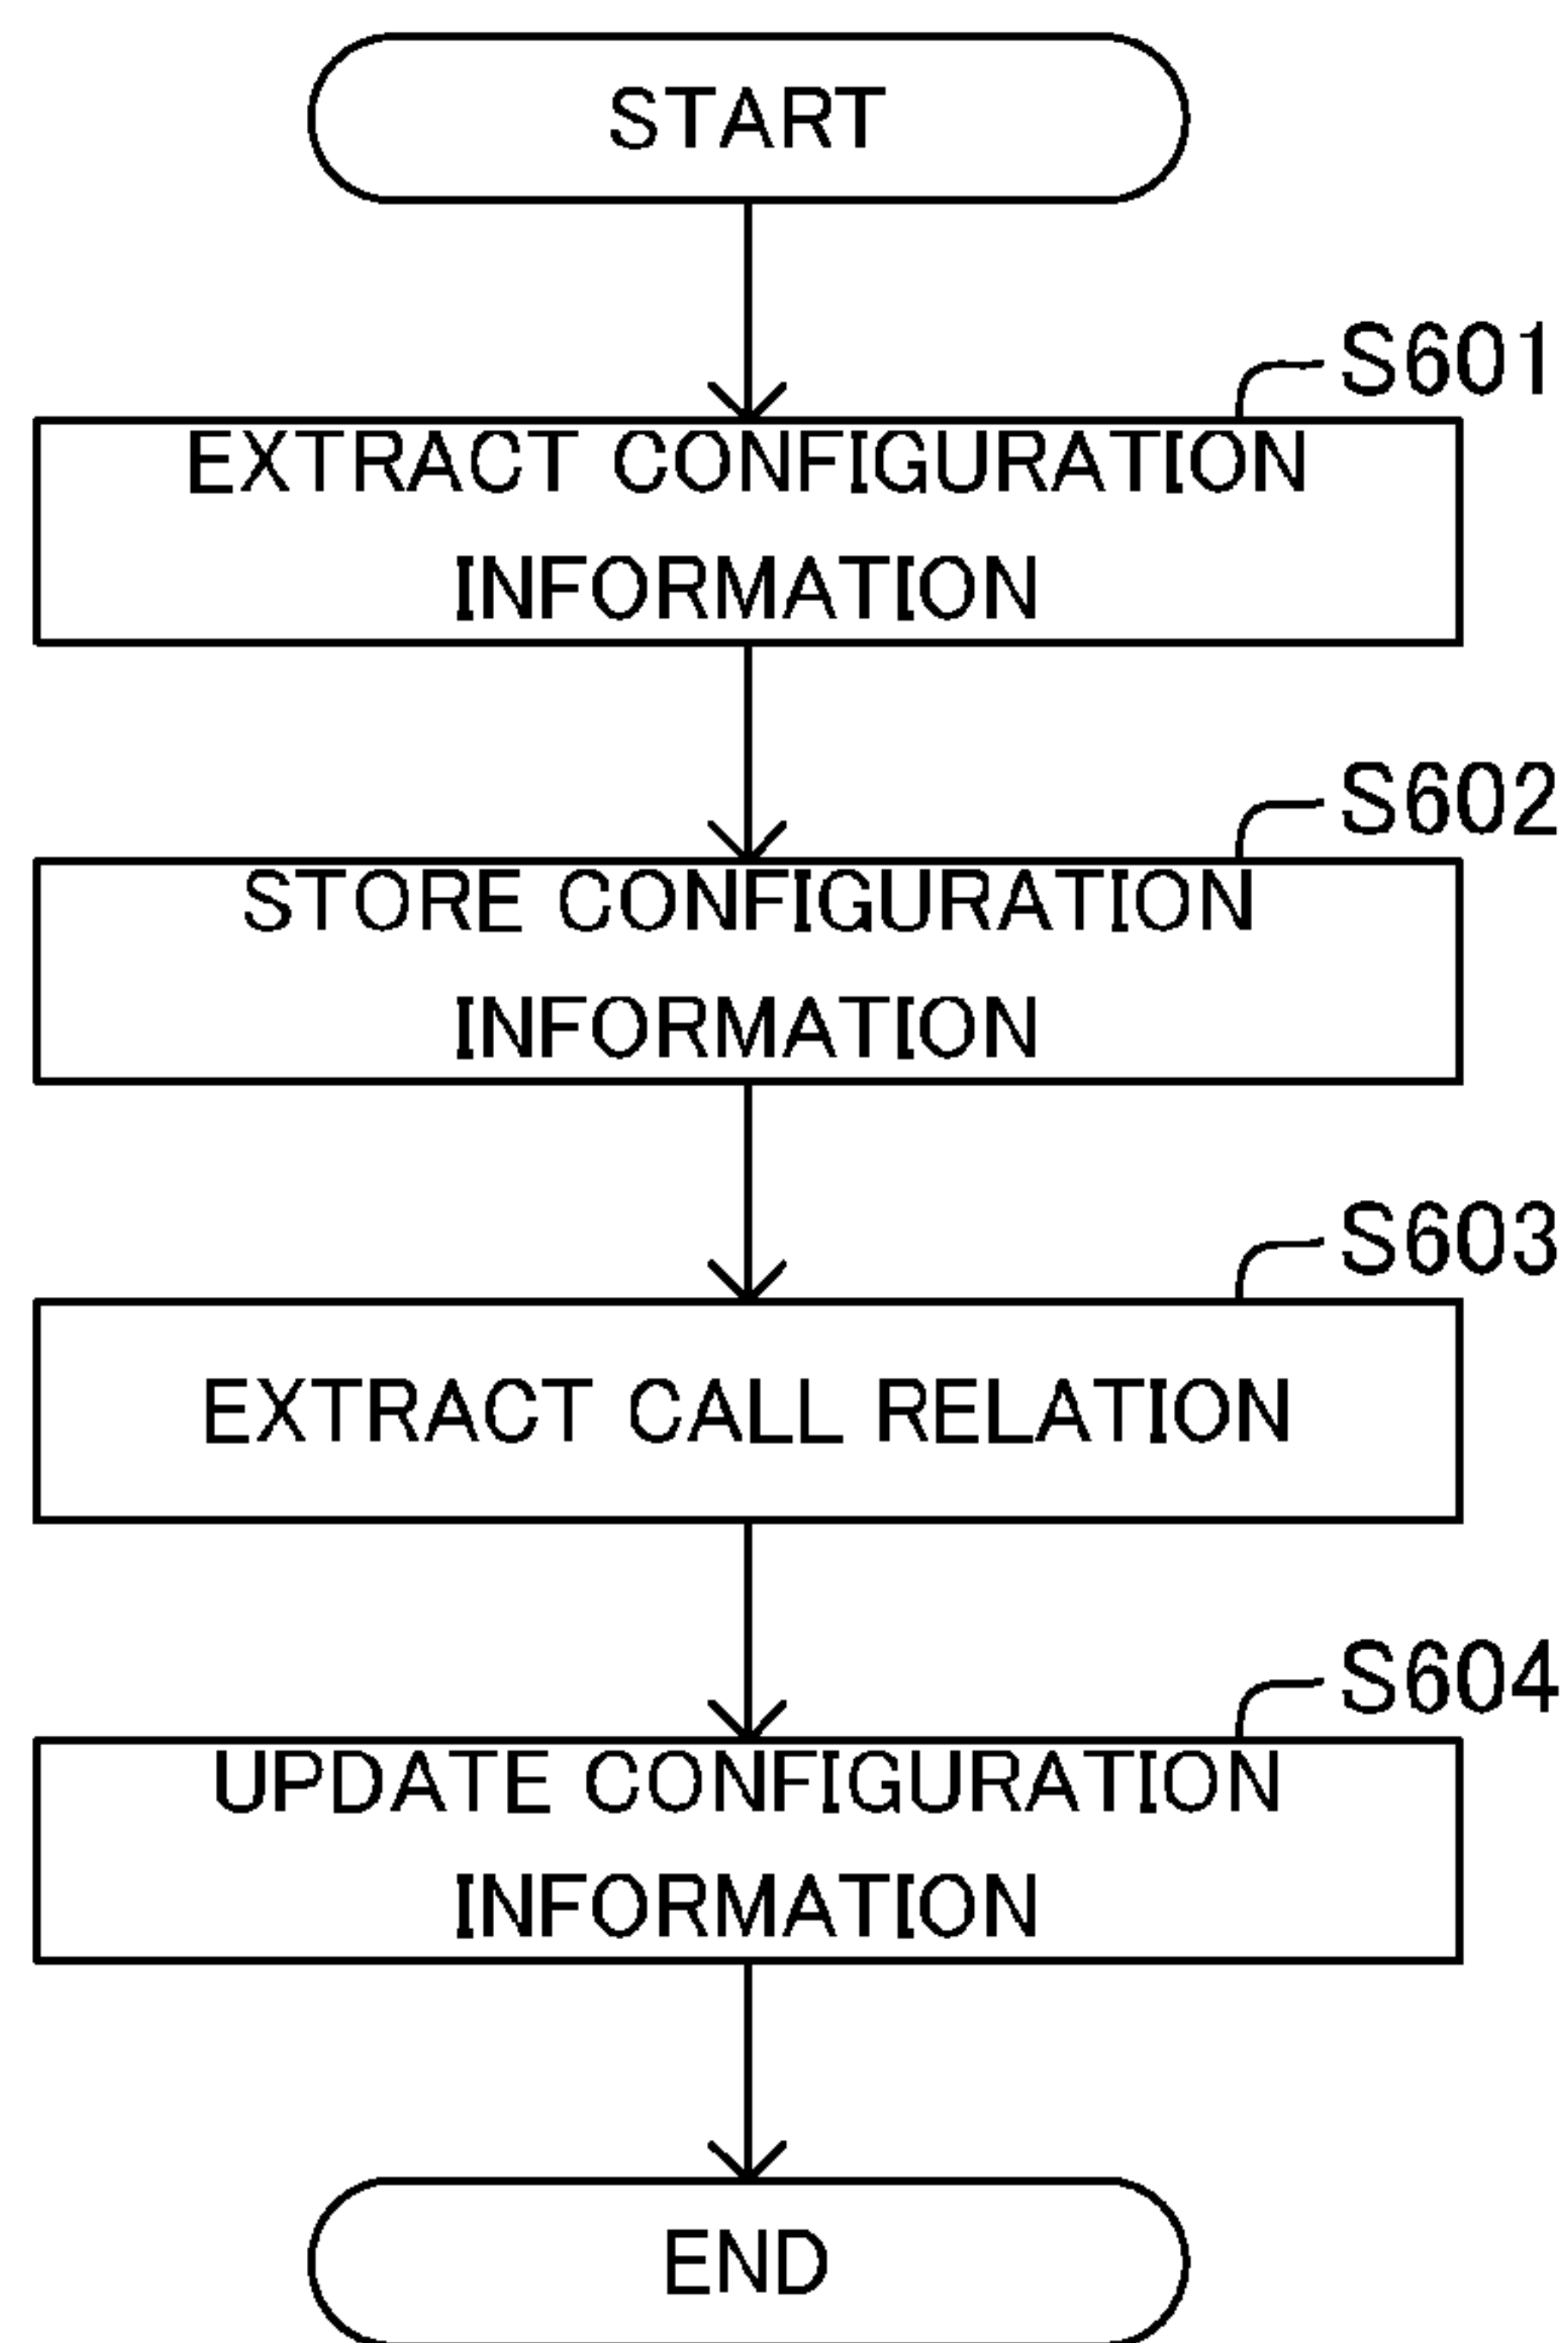 START
S601
EXTRACT CONFIGURATION
INFORMATION
S602
STORE CONFIGURATION
INFORMATION
S603
EXTRACT CALL RELATION
S604
UPDATE CONFIGURATION
INFORMATION
END